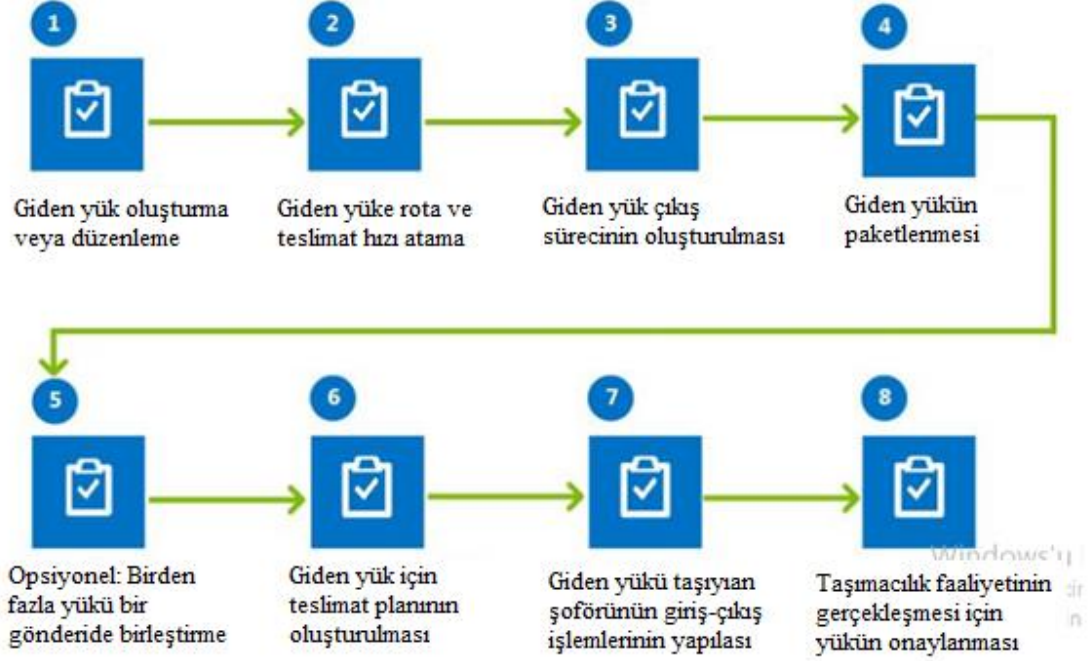 1
2
3
4
Giden yük oluşturma
veya düzenleme
Giden yüke rota ve
teslimat hızı atama
Giden yük çıkış
sürecinin oluşturulması
Giden yükün
paketlenmesi
5
6
7
8
Opsiyonel: Birden
fazla yükü bir
gönderide birleştirme
Giden yük için
teslimat planının
oluşturulması
Giden yükü taşıyıan
şoförünün giriş-çıkış
işlemlerinin yapılası
Taşımacılık faaliyetinin
gerçekleşmesi için
yükün onaylanması
Windows'u